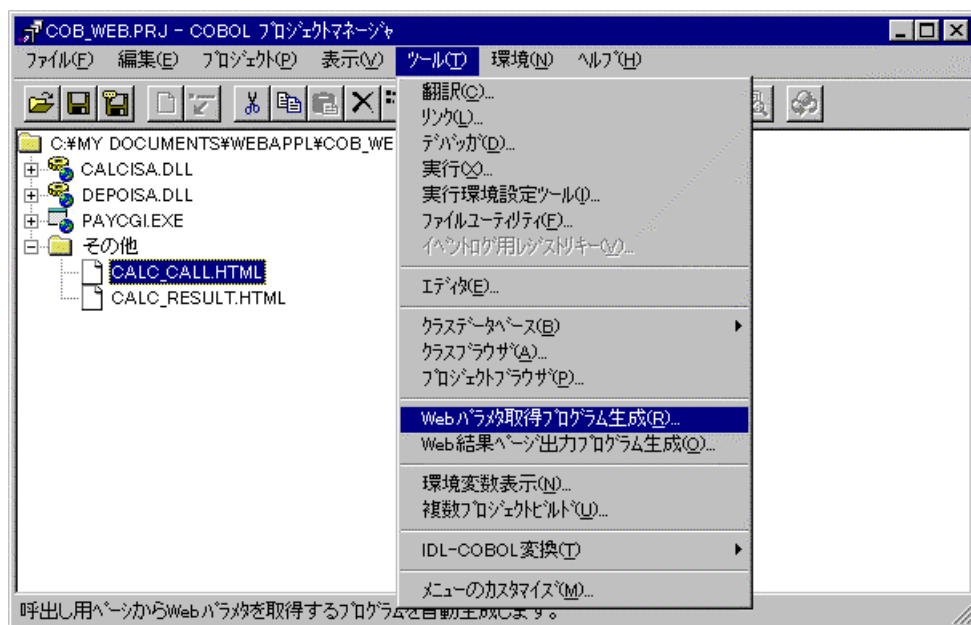 COB_WEB.PRJ - COBOL ﾌﾟﾛｼﾞｪｸﾄﾏﾈｰｼﾞｬ
ﾌｧｲﾙ(F) 編集(E) ﾌﾟﾛｼﾞｪｸﾄ(P) 表示(V) ﾂｰﾙ(T) 環境(N) ﾍﾙﾌﾟ(H)
C:¥MY DOCUMENTS¥WEBAPPL¥COB_WE
CALCISA.DLL
DEPOISA.DLL
PAYCGI.EXE
その他
CALC_CALL.HTML
CALC_RESULT.HTML
翻訳(C)...
ﾘﾝｸ(L)...
ﾃﾞﾊﾞｯｶﾞ(D)...
実行(X)...
実行環境設定ﾂｰﾙ(I)...
ﾌｧｲﾙﾕｰﾃｨﾘﾃｨ(F)...
ｲﾍﾞﾝﾄﾛｸﾞ用ﾚｼﾞｽﾄﾘｷｰ(V)...
ｴﾃﾞｨﾀ(E)...
ｸﾗｽﾃﾞｰﾀﾍﾞｰｽ(B)
ｸﾗｽﾌﾞﾗｳｻﾞ(A)...
ﾌﾟﾛｼﾞｪｸﾄﾌﾞﾗｳｻﾞ(P)...
Webﾊﾟﾗﾒﾀ取得ﾌﾟﾛｸﾞﾗﾑ生成(R)...
Web結果ﾍﾟｰｼﾞ出力ﾌﾟﾛｸﾞﾗﾑ生成(O)...
環境変数表示(N)...
複数ﾌﾟﾛｼﾞｪｸﾄﾋﾞﾙﾄﾞ(U)...
IDL-COBOL変換(T)
ﾒﾆｭｰのｶｽﾀﾏｲｽﾞ(M)...
呼出し用ﾍﾟｰｼﾞからWebﾊﾟﾗﾒﾀを取得するﾌﾟﾛｸﾞﾗﾑを自動生成します。